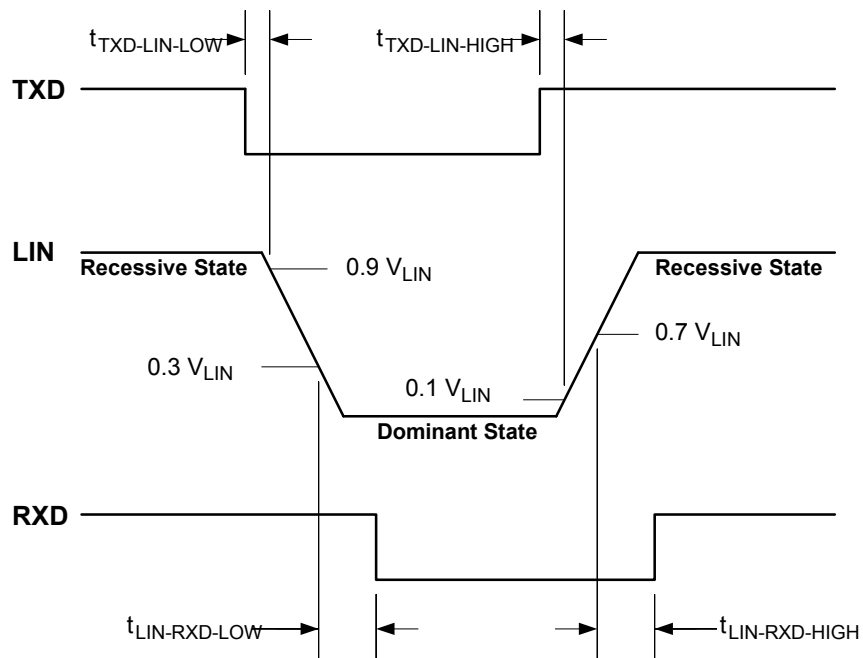 tTXD-LIN-LOW
tTXD-LIN-HIGH
TXD
LIN
Recessive State
0.9 VLIN
Recessive State
0.7 VLIN
0.3 VLIN
0.1 VLIN
Dominant State
RXD
tLIN-RXD-LOW
tLIN-RXD-HIGH